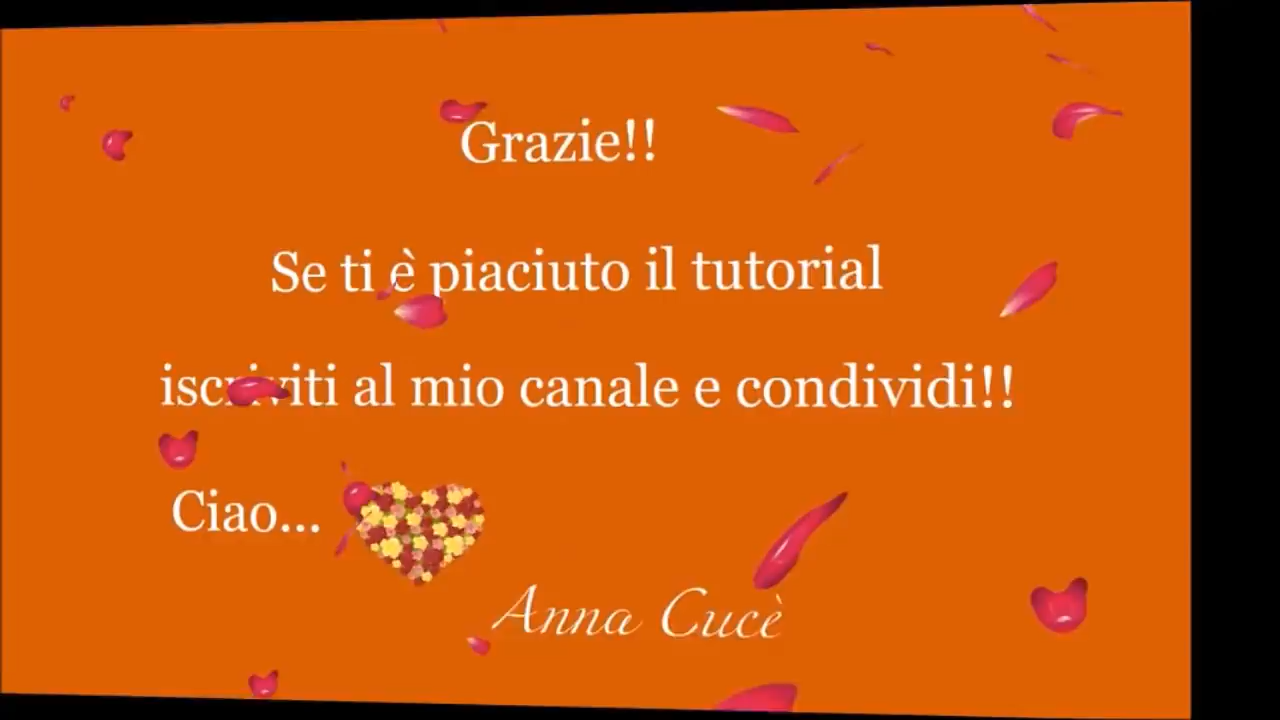 Grazie!!
Se ti è piaciuto il tutorial
iscriviti al mio canale e condividi!!
Ciao...
Anna Cucè